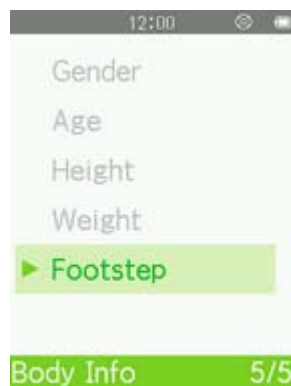 12:00
Gender
Age
Height
Weight
Footstep
Body Info 5/5